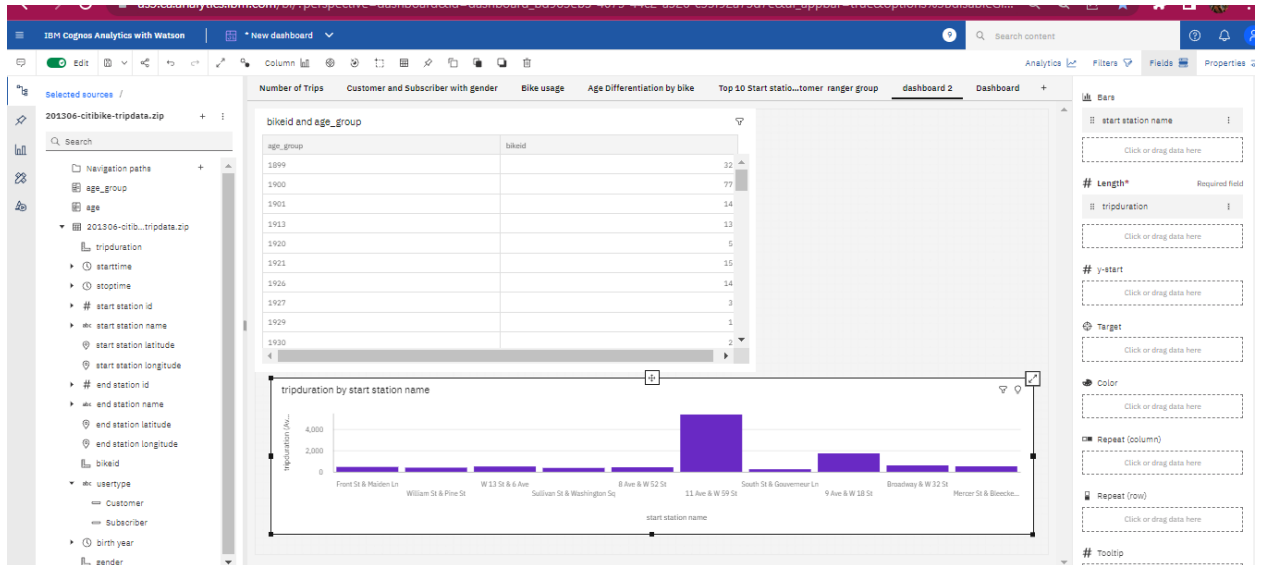 IBM Cognos Analytics with Watson
* New dashboard
9
Search content
Edit
Column
Analytics
Filters
Fields
Properties
Selected sources /
201306-citibike-tripdata.zip
Search
Navigation paths
age_group
age
201306-citib...tripdata.zip
tripduration
starttime
stoptime
# start station id
abc start station name
start station latitude
start station longitude
# end station id
abc end station name
end station latitude
end station longitude
bikeid
abc usertype
Customer
Subscriber
birth year
gender
Number of Trips
Customer and Subscriber with gender
Bike usage
Age Differentiation by bike
Top 10 Start statio...tomer ranger group
dashboard 2
Dashboard
+
bikeid and age_group
age_group bikeid
1899 32
1900 77
1901 14
1913 13
1920 5
1921 15
1926 14
1927 3
1929 1
1930 2
tripduration by start station name
tripduration (Av...
4,000
2,000
0
Front St & Maiden Ln
William St & Pine St
W 13 St & 6 Ave
Sullivan St & Washington Sq
8 Ave & W 52 St
11 Ave & W 59 St
South St & Gouverneur Ln
9 Ave & W 18 St
Broadway & W 32 St
Mercer St & Bleecke...
start station name
Bars
start station name
Click or drag data here
# Length*
Required field
tripduration
Click or drag data here
# y-start
Click or drag data here
Target
Click or drag data here
Color
Click or drag data here
Repeat (column)
Click or drag data here
Repeat (row)
Click or drag data here
# Tooltip